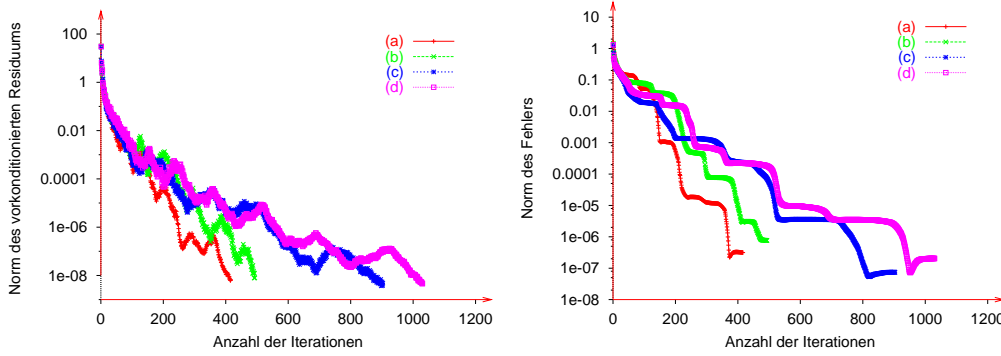 100
1
0.01
0.0001
1e-06
1e-08
0
200
400
600
800
1000
1200
Norm des vorkonditionierten Residuums
Anzahl der Iterationen
(a)
(b)
(c)
(d)
10
1
0.1
0.01
0.001
0.0001
1e-05
1e-06
1e-07
1e-08
0
200
400
600
800
1000
1200
Norm des Fehlers
Anzahl der Iterationen
(a)
(b)
(c)
(d)